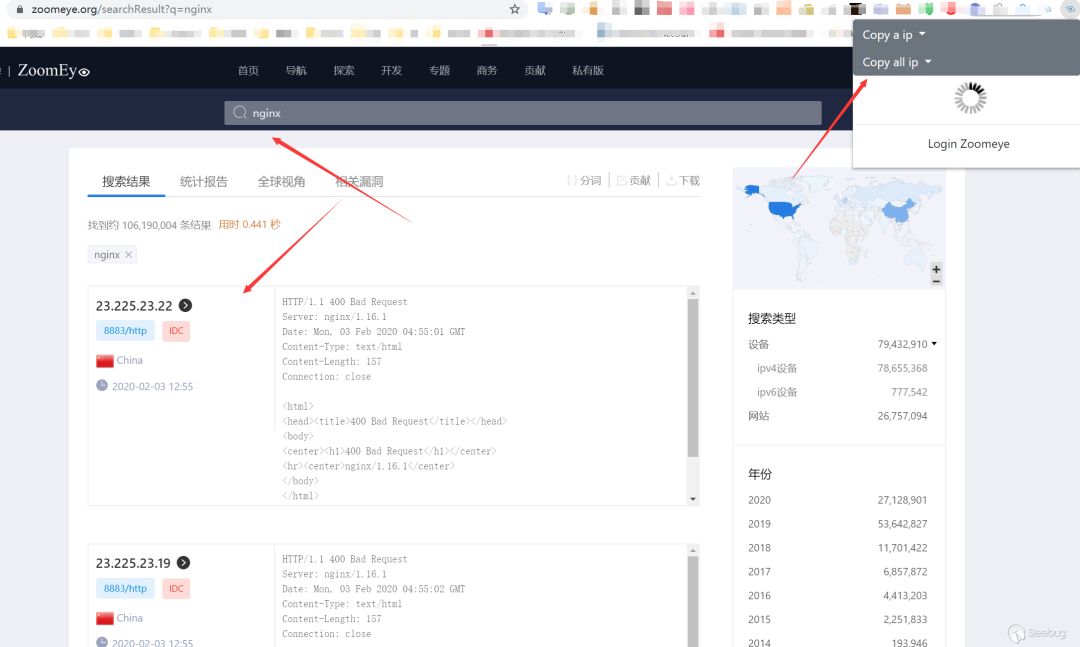 zoomeye.org/searchResult?q=nginx
Copy a ip
Copy all ip
Login Zoomeye
ZoomEye
首页 导航 探索 开发 专题 商务 贡献 私有版
nginx
搜索结果 统计报告 全球视角 相关漏洞
分词 贡献 下载
找到约 106,190,004 条结果 用时 0.441 秒
nginx ×
23.225.23.22
8883/http IDC
China
2020-02-03 12:55
HTTP/1.1 400 Bad Request
Server: nginx/1.16.1
Date: Mon, 03 Feb 2020 04:55:01 GMT
Content-Type: text/html
Content-Length: 157
Connection: close
<html>
<head><title>400 Bad Request</title></head>
<body>
<center><h1>400 Bad Request</h1></center>
<hr><center>nginx/1.16.1</center>
</body>
</html>
23.225.23.19
8883/http IDC
China
2020-02-03 12:55
HTTP/1.1 400 Bad Request
Server: nginx/1.16.1
Date: Mon, 03 Feb 2020 04:55:02 GMT
Content-Type: text/html
Content-Length: 157
Connection: close
+
−
搜索类型
设备 79,432,910
ipv4设备 78,655,368
ipv6设备 777,542
网站 26,757,094
年份
2020 27,128,901
2019 53,642,827
2018 11,701,422
2017 6,857,872
2016 4,413,203
2015 2,251,833
2014 193,946
Seebug